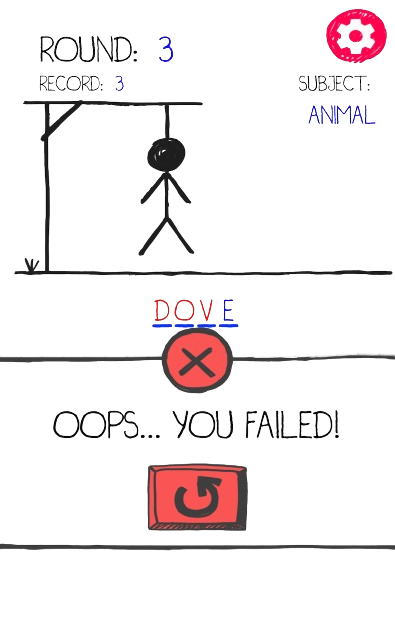 ROUND: 3
RECORD: 3
SUBJECT:
ANIMAL
DOVE
OOPS... YOU FAILED!